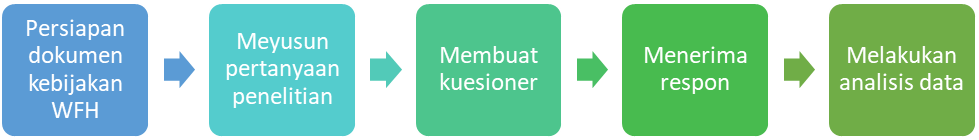 Persiapan
dokumen
kebijakan
WFH
Meyusun
pertanyaan
penelitian
Membuat
kuesioner
Menerima
respon
Melakukan
analisis data